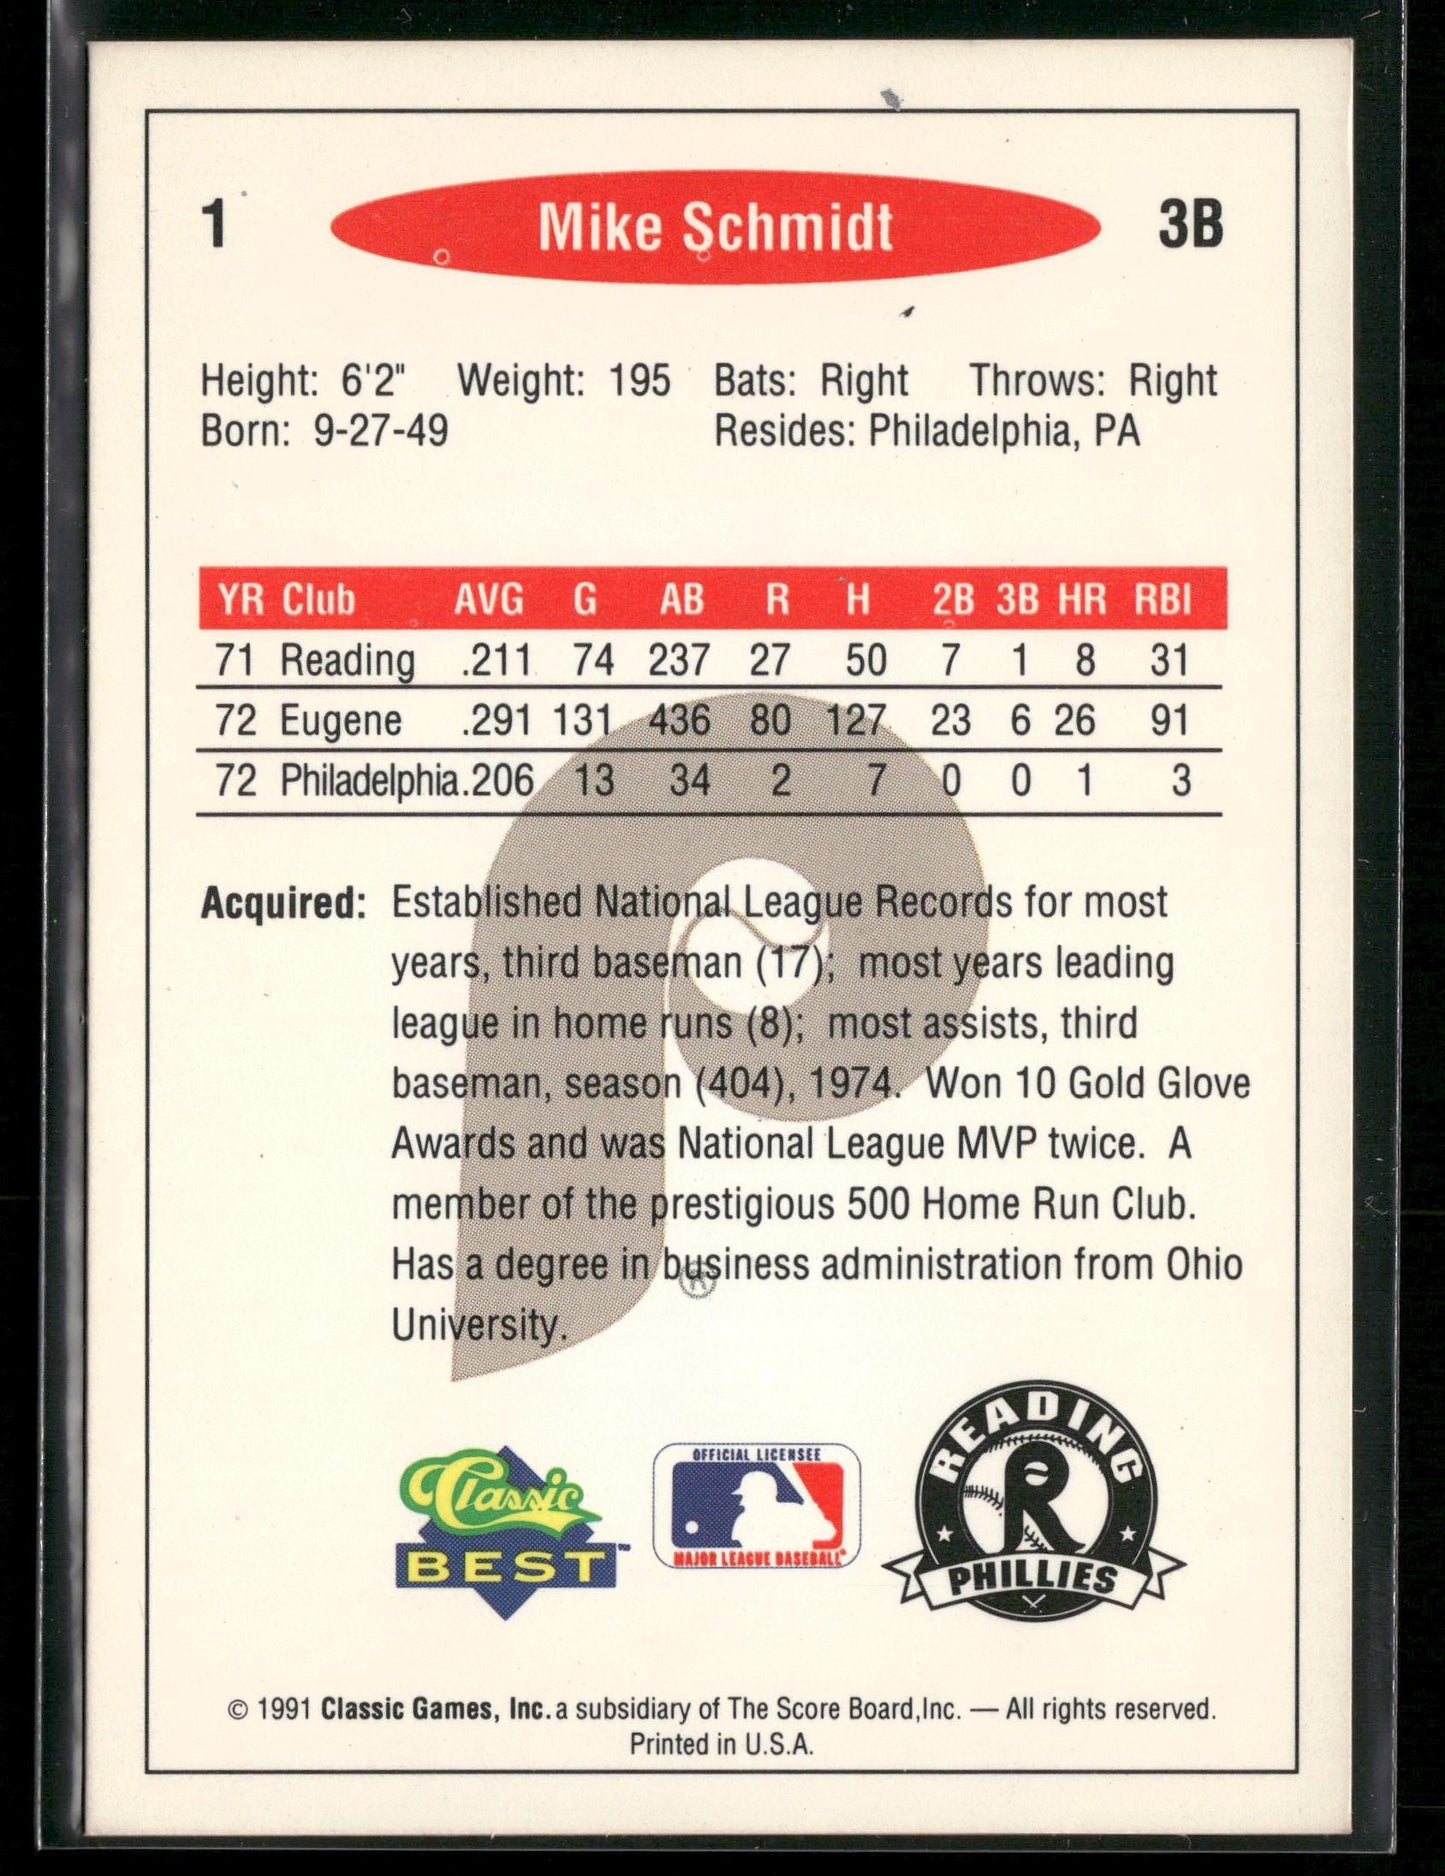 1 Mike Schmidt 3B
Height: 6'2" Weight: 195 Bats: Right Throws: Right
Born: 9-27-49 Resides: Philadelphia, PA
YR Club AVG G AB R H 2B 3B HR RBI
71 Reading .211 74 237 27 50 7 1 8 31
72 Eugene .291 131 436 80 127 23 6 26 91
72 Philadelphia .206 13 34 2 7 0 0 1 3
Acquired: Established National League Records for most
years, third baseman (17); most years leading
league in home runs (8); most assists, third
baseman, season (404), 1974. Won 10 Gold Glove
Awards and was National League MVP twice. A
member of the prestigious 500 Home Run Club.
Has a degree in business administration from Ohio
University.
®
Classic
BEST™
OFFICIAL LICENSEE
MAJOR LEAGUE BASEBALL®
READING
R
PHILLIES
© 1991 Classic Games, Inc. a subsidiary of The Score Board,Inc. — All rights reserved.
Printed in U.S.A.